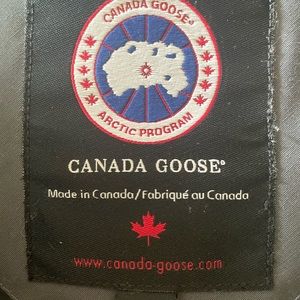 CANADA GOOSE®
ARCTIC PROGRAM
CANADA GOOSE®
Made in Canada/Fabriqué au Canada
www.canada-goose.com